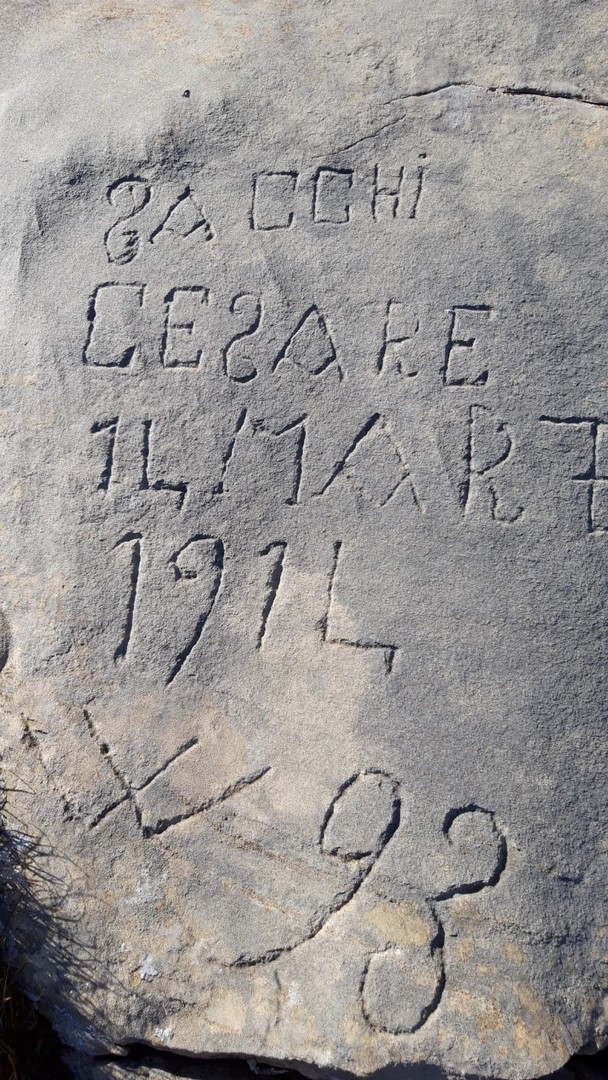 SACCHi
CESARE
14 MART
1914
W 93